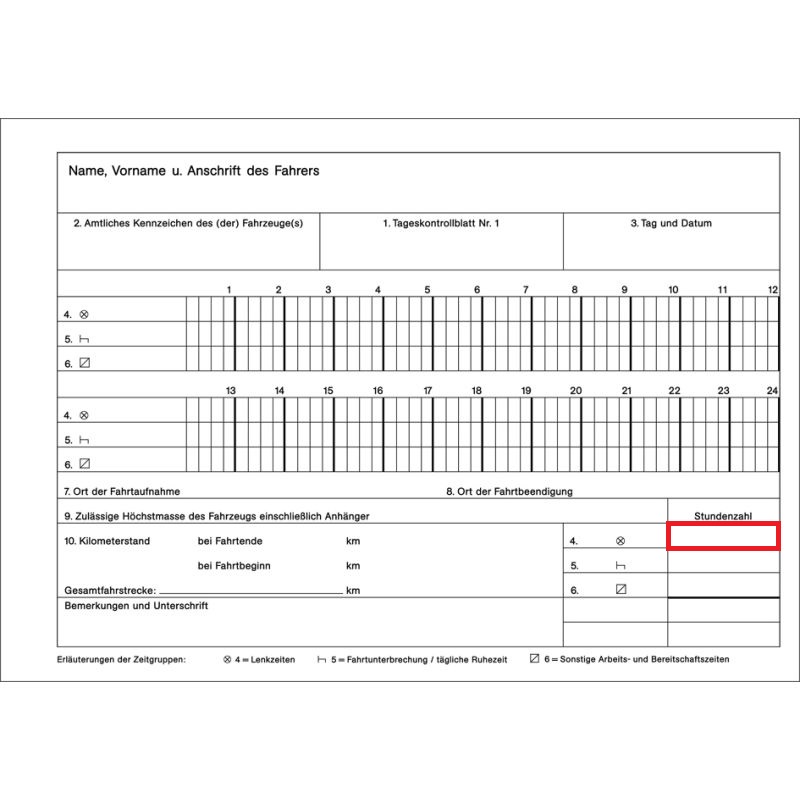 Name, Vorname u. Anschrift des Fahrers
2. Amtliches Kennzeichen des (der) Fahrzeuge(s)
1. Tageskontrollblatt Nr. 1
3. Tag und Datum
1 2 3 4 5 6 7 8 9 10 11 12
4. ⊗
5.
6.
13 14 15 16 17 18 19 20 21 22 23 24
4. ⊗
5.
6.
7. Ort der Fahrtaufnahme
8. Ort der Fahrtbeendigung
9. Zulässige Höchstmasse des Fahrzeugs einschließlich Anhänger
Stundenzahl
10. Kilometerstand bei Fahrtende km
4. ⊗
bei Fahrtbeginn km
5.
Gesamtfahrstrecke: km
6.
Bemerkungen und Unterschrift
Erläuterungen der Zeitgruppen: ⊗ 4 = Lenkzeiten 5 = Fahrtunterbrechung / tägliche Ruhezeit 6 = Sonstige Arbeits- und Bereitschaftszeiten